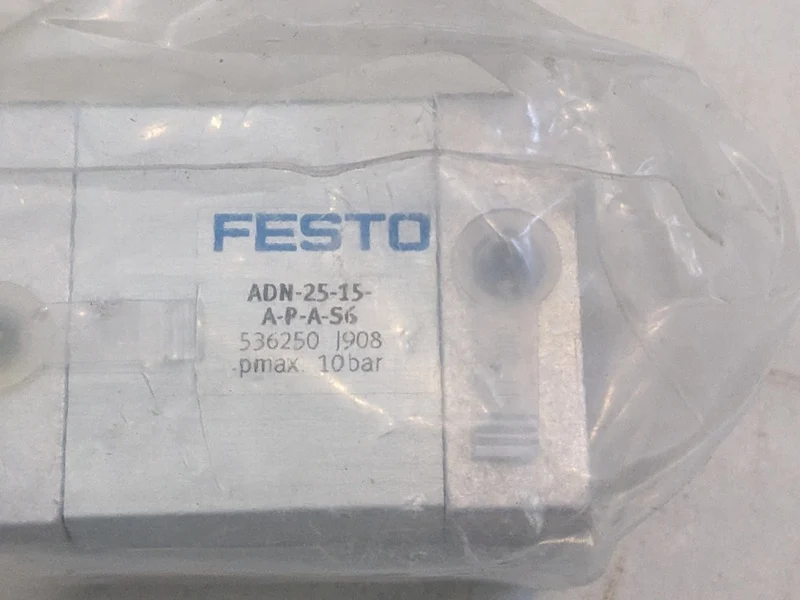 FESTO
ADN-25-15-
A-P-A-S6
536250 J908
pmax. 10bar